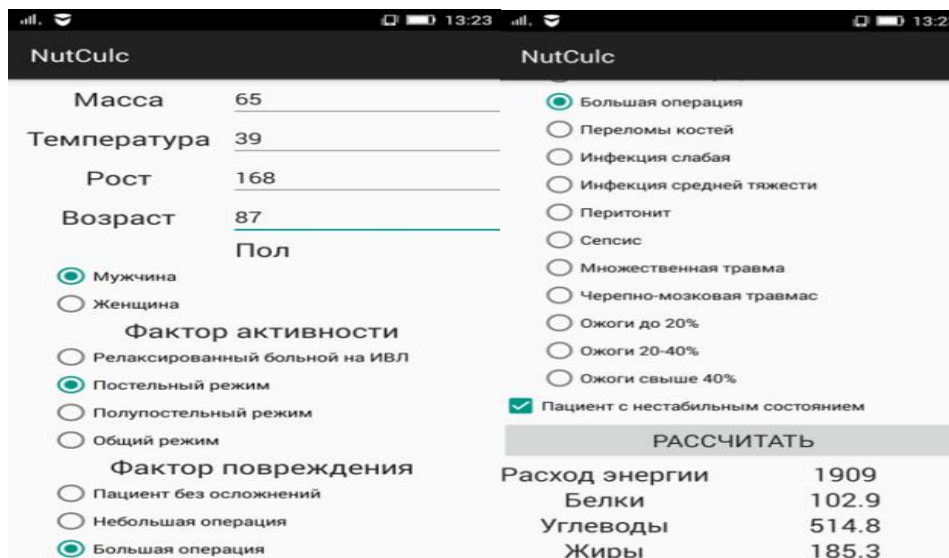 13:23
NutCulc
Масса 65
Температура 39
Рост 168
Возраст 87
Пол
Мужчина
Женщина
Фактор активности
Релаксированный больной на ИВЛ
Постельный режим
Полупостельный режим
Общий режим
Фактор повреждения
Пациент без осложнений
Небольшая операция
Большая операция
13:2
NutCulc
Большая операция
Переломы костей
Инфекция слабая
Инфекция средней тяжести
Перитонит
Сепсис
Множественная травма
Черепно-мозковая травмас
Ожоги до 20%
Ожоги 20-40%
Ожоги свыше 40%
Пациент с нестабильным состоянием
РАССЧИТАТЬ
Расход энергии 1909
Белки 102.9
Углеводы 514.8
Жиры 185.3